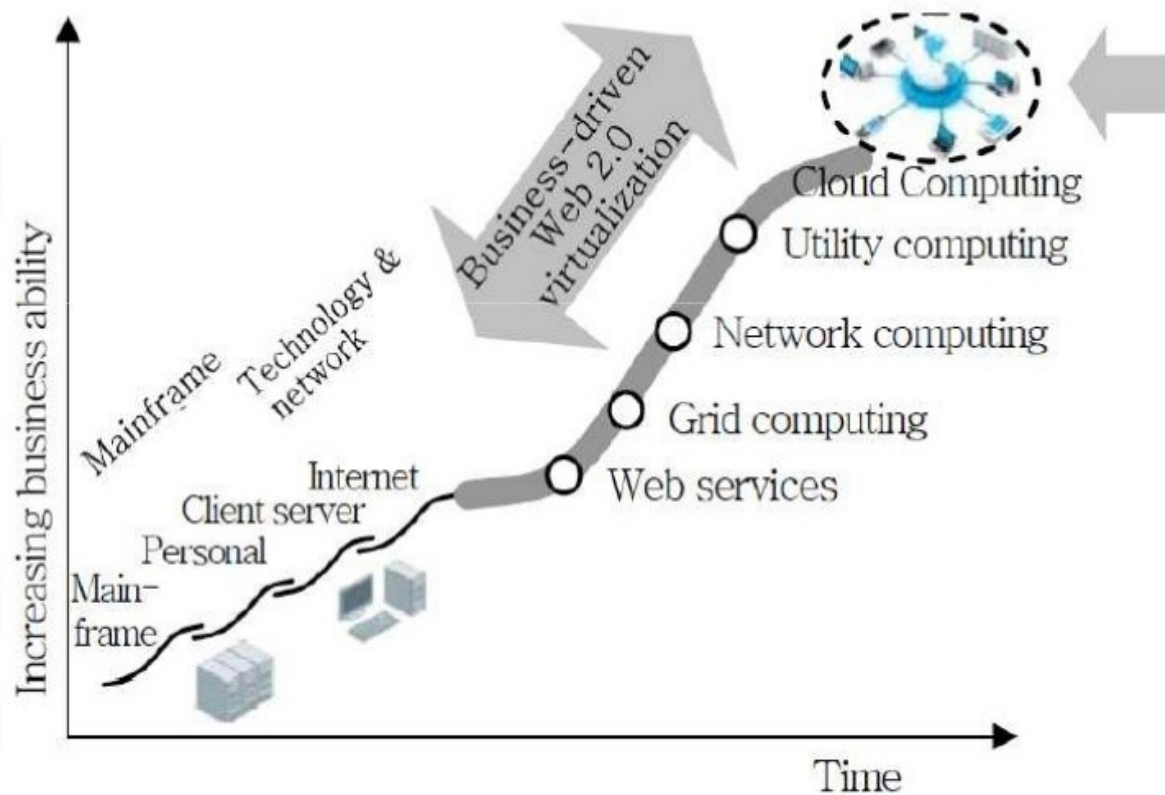 Increasing business ability
Mainframe
Technology &
network
Business-driven
Web 2.0
virtualization
Cloud Computing
Utility computing
Network computing
Grid computing
Web services
Internet
Client server
Personal
Main-
frame
Time